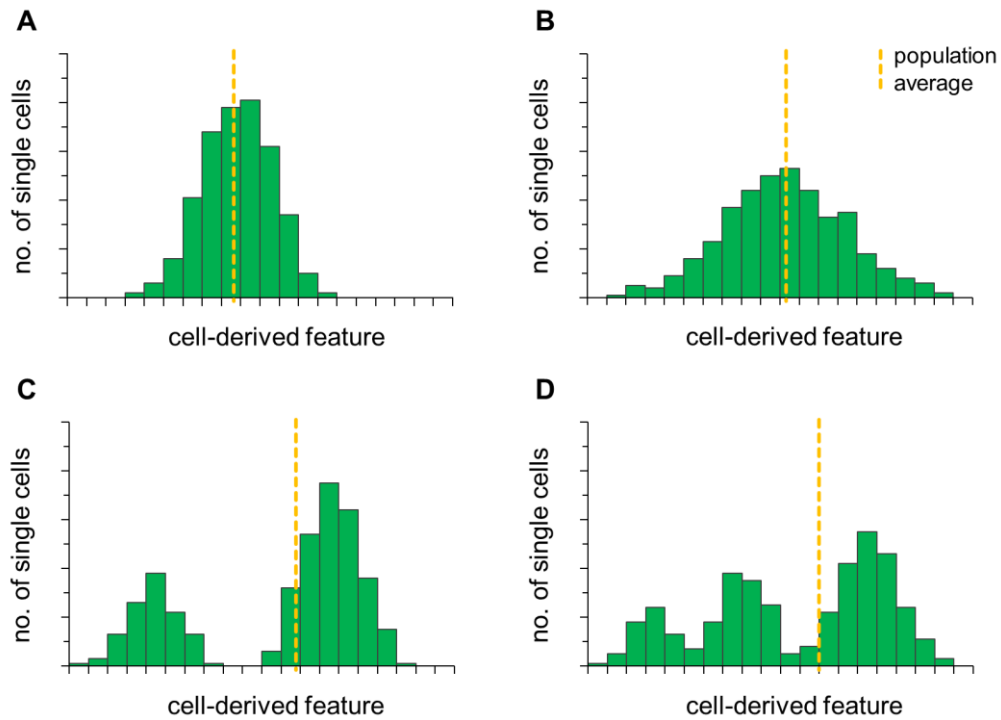 A
no. of single cells
cell-derived feature
B
population
average
no. of single cells
cell-derived feature
C
no. of single cells
cell-derived feature
D
no. of single cells
cell-derived feature